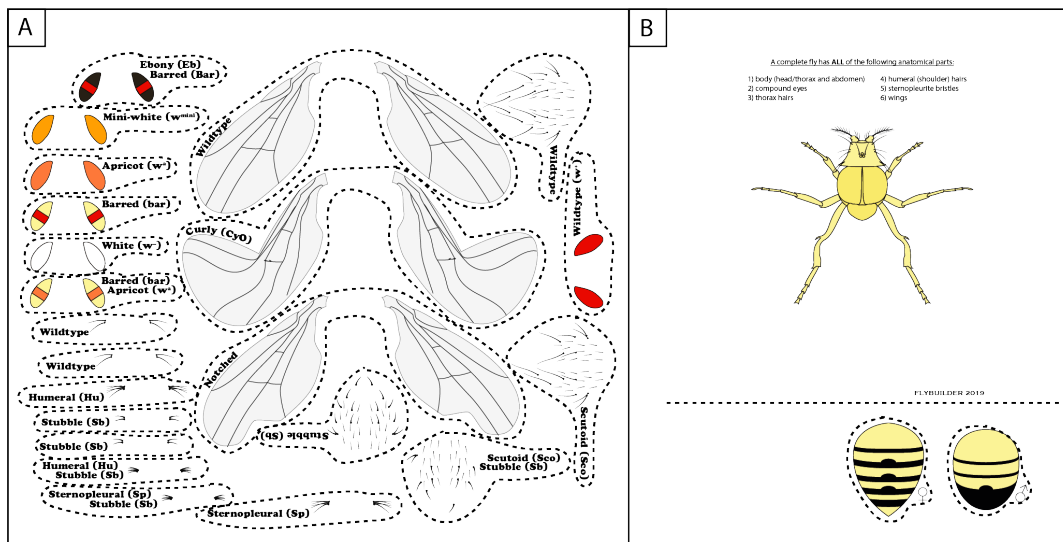 A
Ebony (Eb)
Barred (Bar)
Mini-white (wᵐⁱⁿⁱ)
Apricot (wᵃ)
Barred (bar)
White (w⁻)
Barred (bar)
Apricot (wᵃ)
Wildtype
Wildtype
Humeral (Hu)
Stubble (Sb)
Stubble (Sb)
Humeral (Hu)
Stubble (Sb)
Sternopleural (Sp)
Stubble (Sb)
Wildtype
Curly (CyO)
Notched
Stubble (Sb)
Sternopleural (Sp)
Wildtype
Wildtype (w⁺)
Scutoid (Sco)
Scutoid (Sco)
Stubble (Sb)
B
A complete fly has ALL of the following anatomical parts:
1) body (head/thorax and abdomen)
2) compound eyes
3) thorax hairs
4) humeral (shoulder) hairs
5) sternopleurite bristles
6) wings
FLYBUILDER 2019
♀
♂